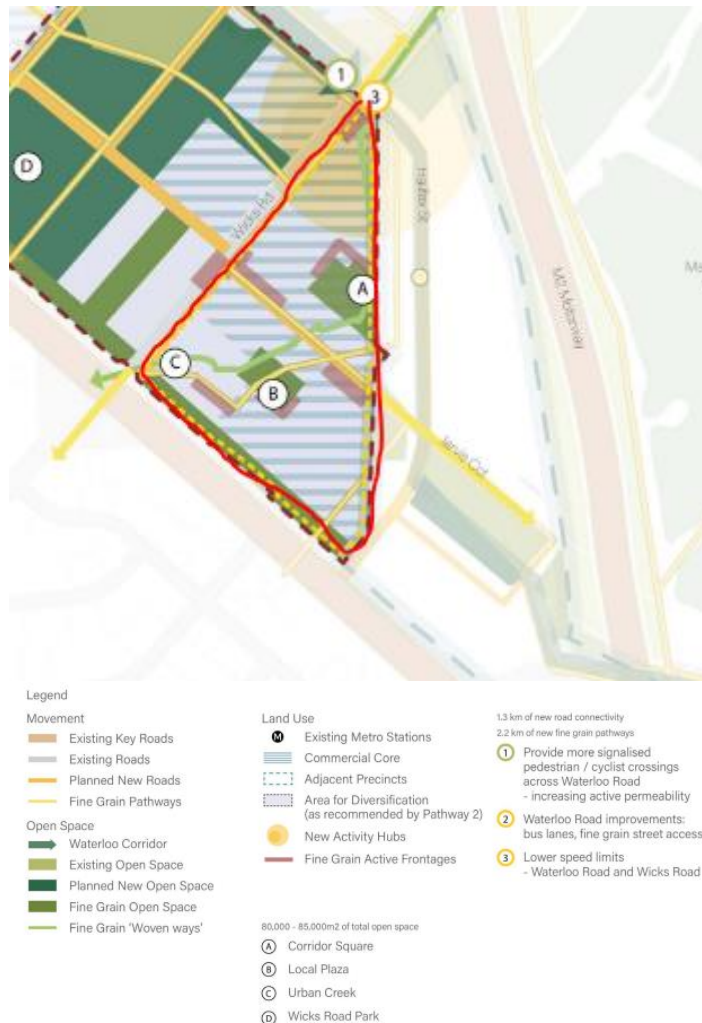 1
3
D
Wicks Rd
Halifax St
M2 Motorway
A
C
B
Jarvis Cct
Legend
Movement
Existing Key Roads
Existing Roads
Planned New Roads
Fine Grain Pathways
Open Space
Waterloo Corridor
Existing Open Space
Planned New Open Space
Fine Grain Open Space
Fine Grain 'Woven ways'
Land Use
M Existing Metro Stations
Commercial Core
Adjacent Precincts
Area for Diversification
(as recommended by Pathway 2)
New Activity Hubs
Fine Grain Active Frontages
80,000 - 85,000m2 of total open space
A Corridor Square
B Local Plaza
C Urban Creek
D Wicks Road Park
1.3 km of new road connectivity
2.2 km of new fine grain pathways
1 Provide more signalised
pedestrian / cyclist crossings
across Waterloo Road
- increasing active permeability
2 Waterloo Road improvements:
bus lanes, fine grain street access
3 Lower speed limits
- Waterloo Road and Wicks Road